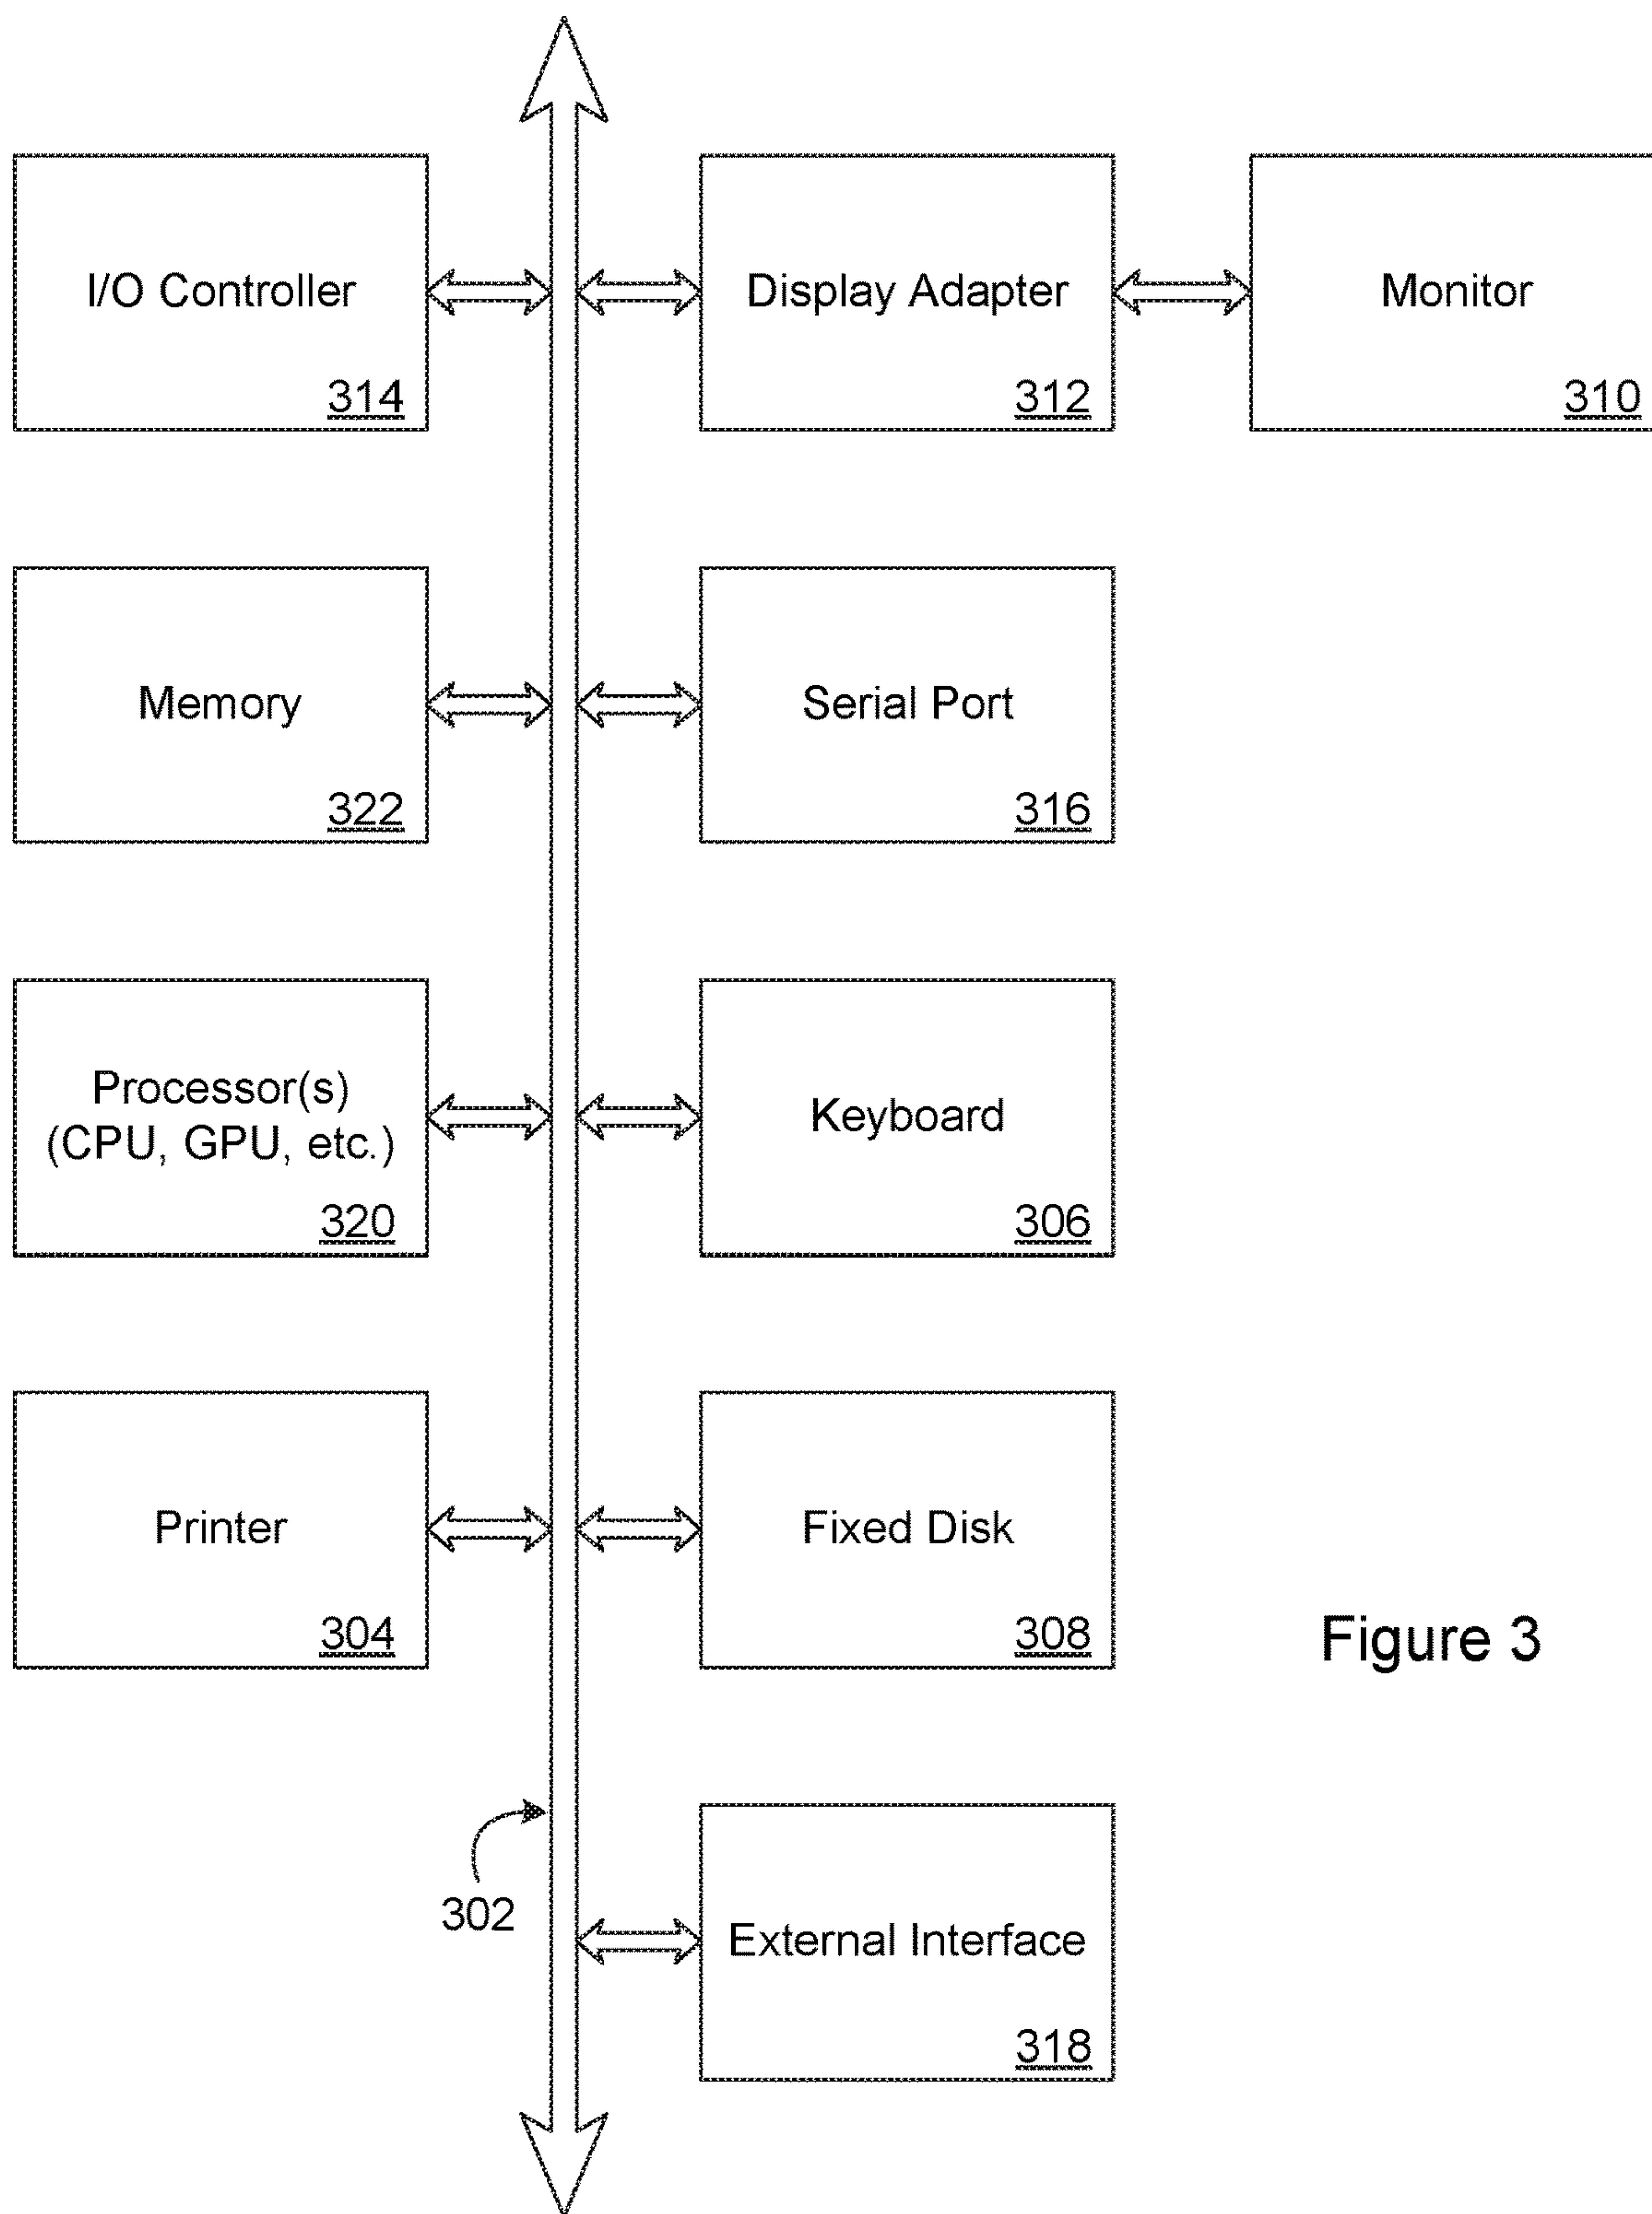 I/O Controller
314
Display Adapter
312
Monitor
310
Memory
322
Serial Port
316
Processor(s)
(CPU, GPU, etc.)
320
Keyboard
306
Printer
304
Fixed Disk
308
Figure 3
302
External Interface
318